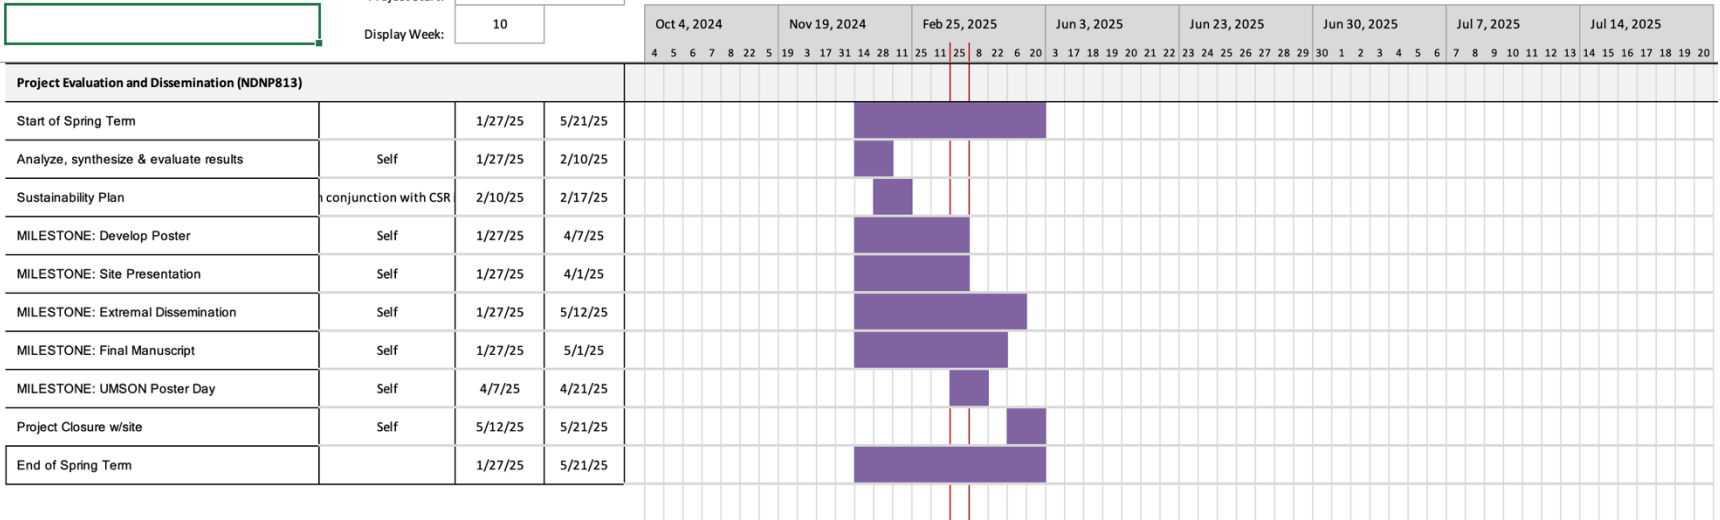 Display Week: 10
Oct 4, 2024 Nov 19, 2024 Feb 25, 2025 Jun 3, 2025 Jun 23, 2025 Jun 30, 2025 Jul 7, 2025 Jul 14, 2025
4 5 6 7 8 22 5 19 3 17 31 14 28 11 25 11 25 8 22 6 20 3 17 18 19 20 21 22 23 24 25 26 27 28 29 30 1 2 3 4 5 6 7 8 9 10 11 12 13 14 15 16 17 18 19 20
Project Evaluation and Dissemination (NDNP813)
Start of Spring Term 1/27/25 5/21/25
Analyze, synthesize & evaluate results Self 1/27/25 2/10/25
Sustainability Plan conjunction with CSR 2/10/25 2/17/25
MILESTONE: Develop Poster Self 1/27/25 4/7/25
MILESTONE: Site Presentation Self 1/27/25 4/1/25
MILESTONE: Extrernal Dissemination Self 1/27/25 5/12/25
MILESTONE: Final Manuscript Self 1/27/25 5/1/25
MILESTONE: UMSON Poster Day Self 4/7/25 4/21/25
Project Closure w/site Self 5/12/25 5/21/25
End of Spring Term 1/27/25 5/21/25